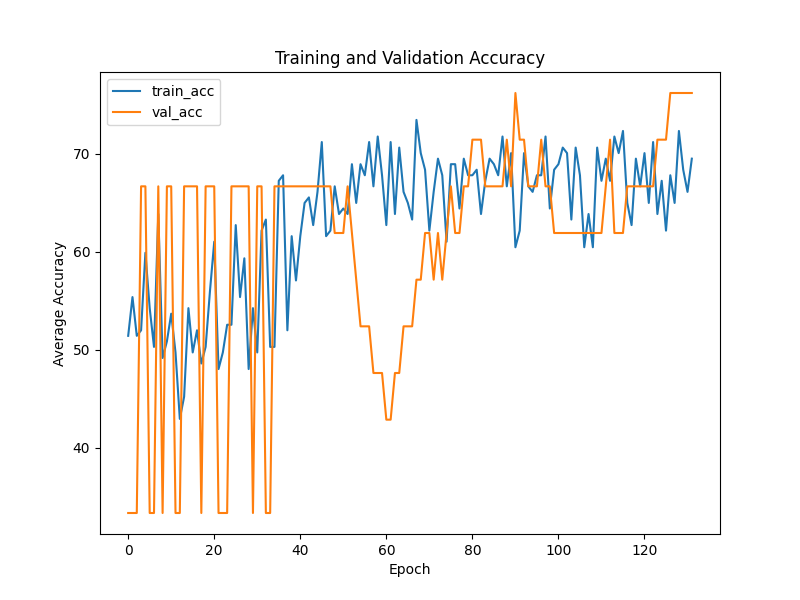 Training and Validation Accuracy
train_acc
val_acc
Average Accuracy
70
60
50
40
0
20
40
60
80
100
120
Epoch